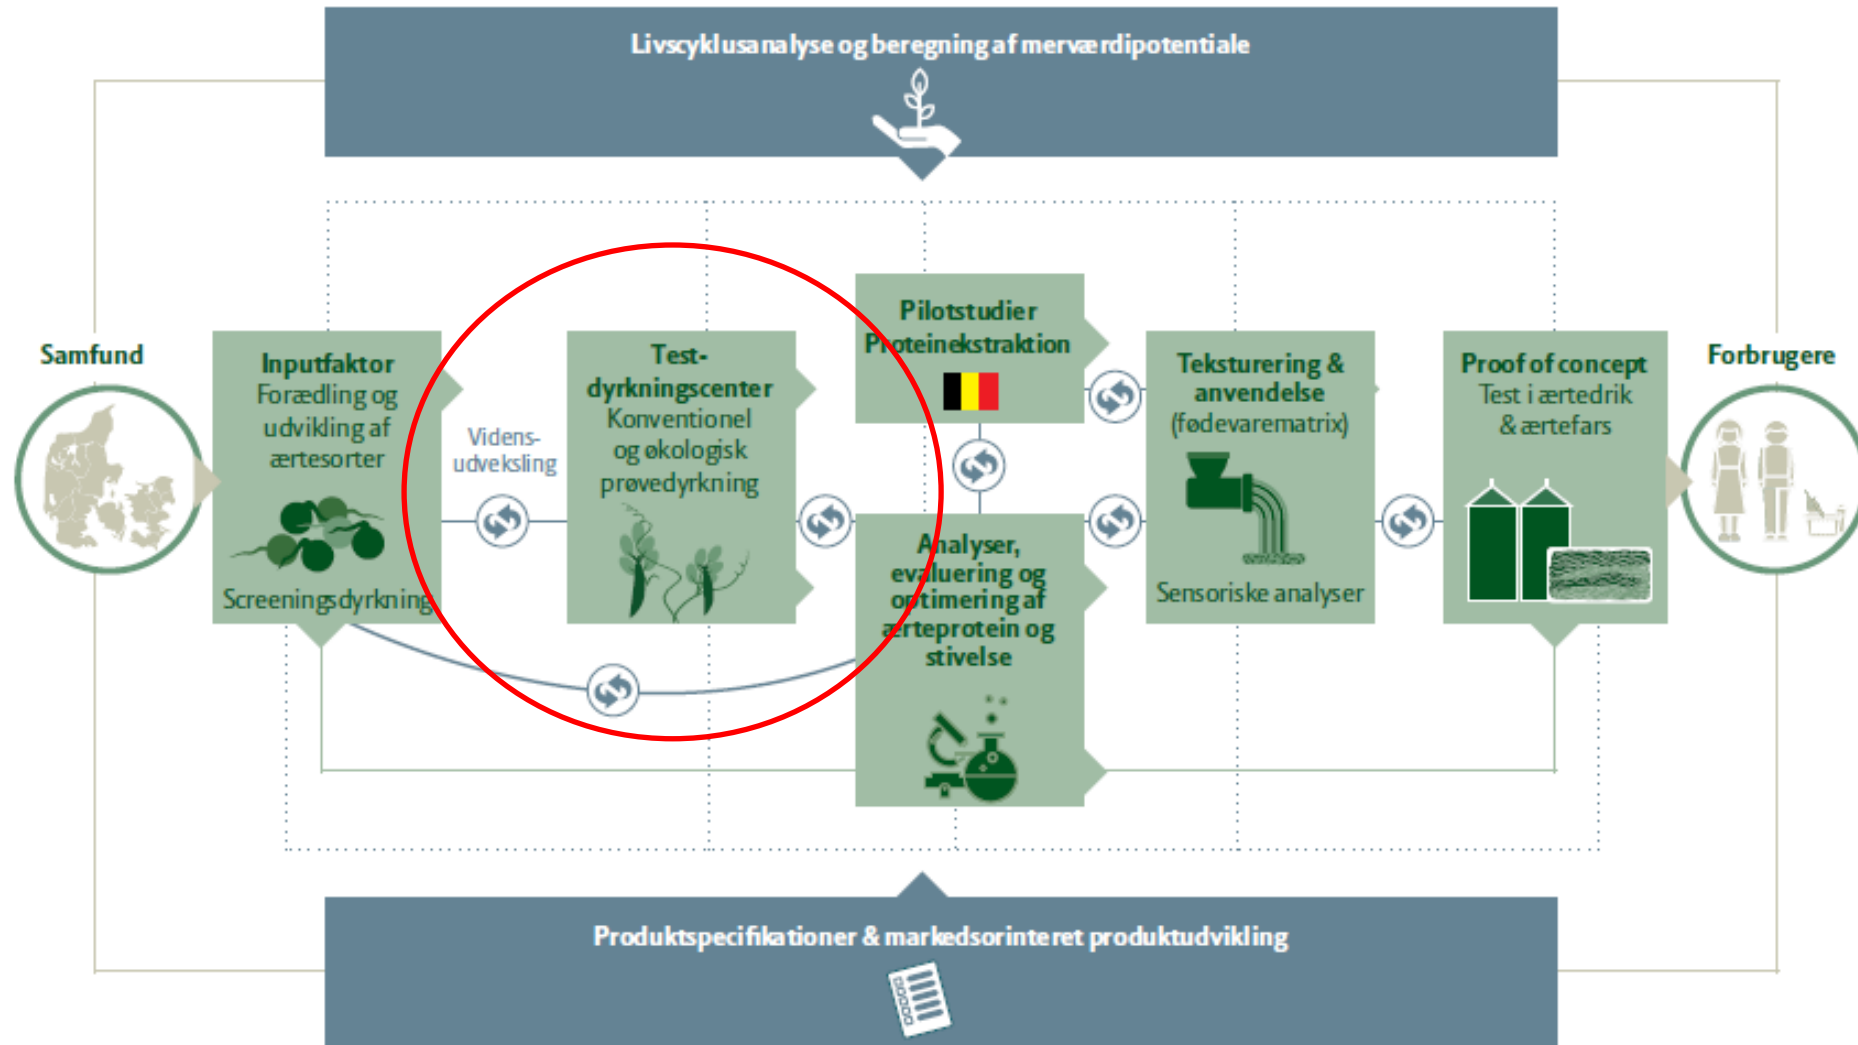 Livscyklusanalyse og beregning af merværdipotentiale
Samfund
Inputfaktor
Forædling og
udvikling af
ærtesorter
Screeningsdyrkning
Videns-
udveksling
Test-
dyrkningscenter
Konventionel
og økologisk
prøvedyrkning
Pilotstudier
Proteinekstraktion
Analyser,
evaluering og
optimering af
ærteprotein og
stivelse
Teksturering &
anvendelse
(fødevarematrix)
Sensoriske analyser
Proof of concept
Test i ærtedrik
& ærtefars
Forbrugere
Produktspecifikationer & markedsorinteret produktudvikling